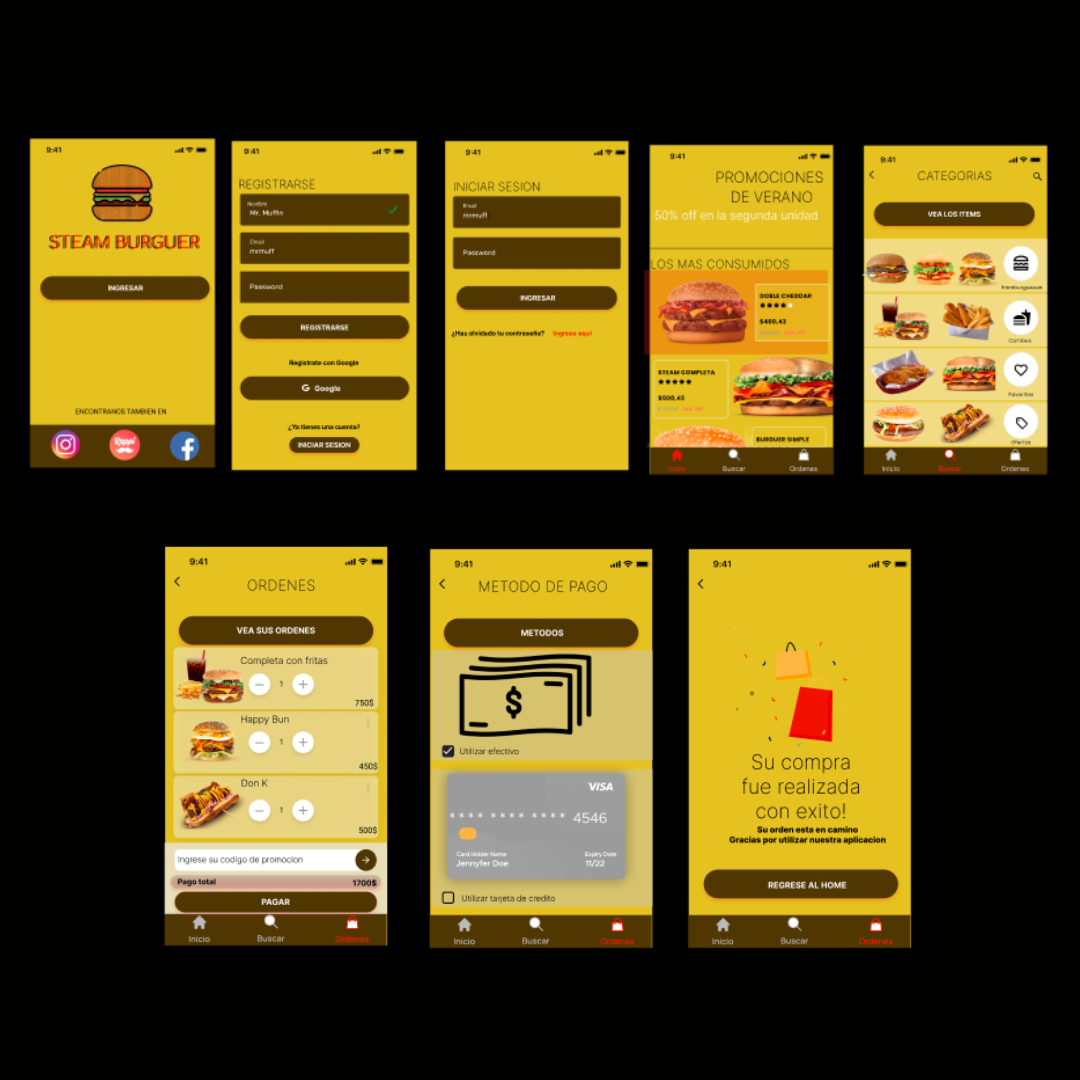 9:41
STEAM BURGUER
INGRESAR
ENCONTRANOS TAMBIEN EN
Rappi
9:41
REGISTRARSE
Nombre
Mr. Muffin
Email
mrmuff
Password
REGISTRARSE
Registrate con Google
G Google
¿Ya tienes una cuenta?
INICIAR SESION
9:41
INICIAR SESION
Email
mrmuff
Password
INGRESAR
¿Haz olvidado tu contraseña? Ingrese aqui
9:41
PROMOCIONES
DE VERANO
50% off en la segunda unidad
LOS MAS CONSUMIDOS
DOBLE CHEDDAR
$400,43
STEAM COMPLETA
$500,43
BURGUER SIMPLE
Inicio
Buscar
Ordenes
9:41
CATEGORIAS
VEA LOS ITEMS
Hamburguesas
Combos
Favoritos
Ofertas
Inicio
Buscar
Ordenes
9:41
ORDENES
VEA SUS ORDENES
Completa con fritas
1
750$
Happy Bun
1
450$
Don K
1
500$
Ingrese su codigo de promocion
Pago total 1700$
PAGAR
Inicio
Buscar
Ordenes
9:41
METODO DE PAGO
METODOS
$
Utilizar efectivo
VISA
**** **** **** 4546
Card Holder Name Expiry Date
Jennyfer Doe 11/22
Utilizar tarjeta de credito
Inicio
Buscar
Ordenes
9:41
Su compra
fue realizada
con exito!
Su orden esta en camino
Gracias por utilizar nuestra aplicacion
REGRESE AL HOME
Inicio
Buscar
Ordenes